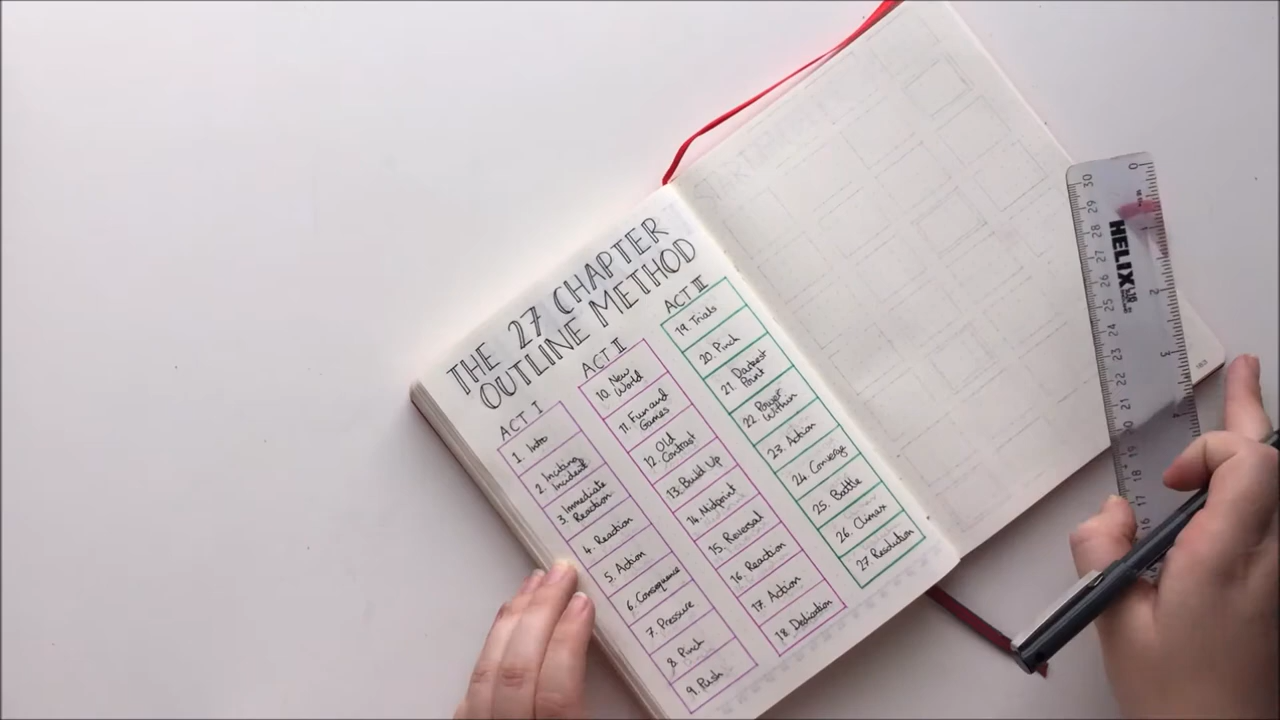 THE 27 CHAPTER
OUTLINE METHOD
ACT I
1. Intro
2. Inciting
Incident
3. Immediate
Reaction
4. Reaction
5. Action
6. Consequence
7. Pressure
8. Pinch
9. Push
ACT II
10. New
World
11. Fun and
Games
12. Old
Contrast
13. Build Up
14. Midpoint
15. Reversal
16. Reaction
17. Action
18. Dedication
ACT III
19. Trials
20. Pinch
21. Darkest
Point
22. Power
Within
23. Action
24. Converge
25. Battle
26. Climax
27. Resolution
HELIX
0
2
3
4
30
29
28
27
26
25
24
23
22
21
20
19
18
17
16